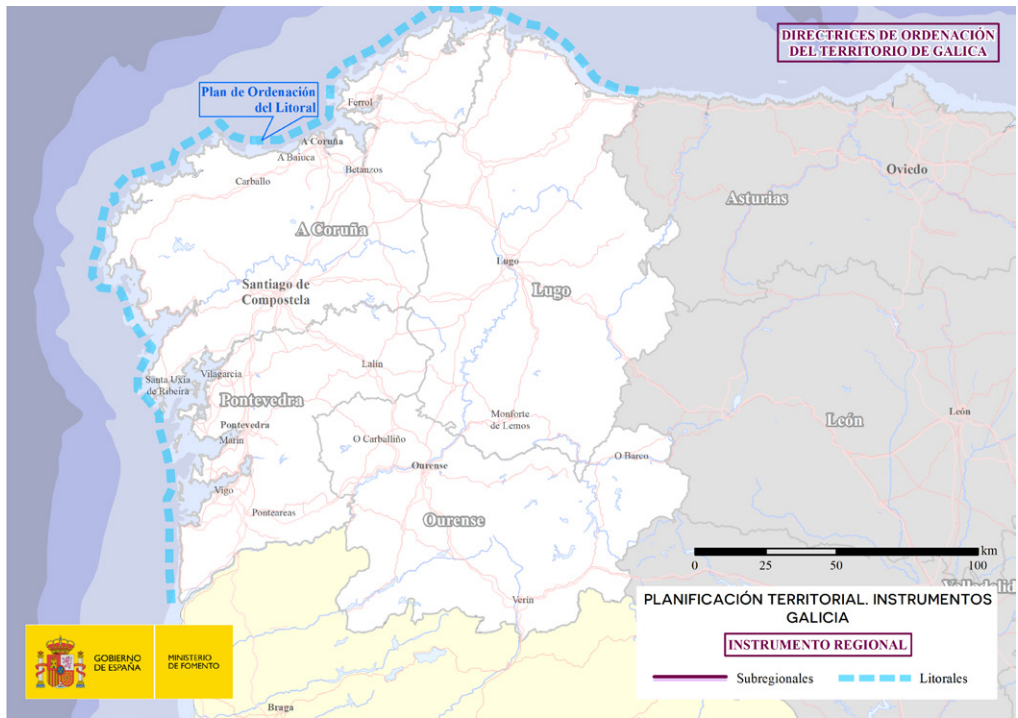 DIRECTRICES DE ORDENACIÓN
DEL TERRITORIO DE GALICA
Plan de Ordenación
del Litoral
Ferrol
A Coruña
A Baiuca
Betanzos
Carballo
Oviedo
Asturias
A Coruña
Lugo
Santiago de
Compostela
Lugo
Lalín
Santa Uxía
de Ribeira
Vilagarcía
Pontevedra
Monforte
de Lemos
León
León
Pontevedra
Marín
O Carballiño
O Barco
Ourense
Vigo
Ponteareas
Ourense
km
0 25 50 100
Valladolid
Verín
Braga
GOBIERNO
DE ESPAÑA
MINISTERIO
DE FOMENTO
PLANIFICACIÓN TERRITORIAL. INSTRUMENTOS
GALICIA
INSTRUMENTO REGIONAL
Subregionales
Litorales